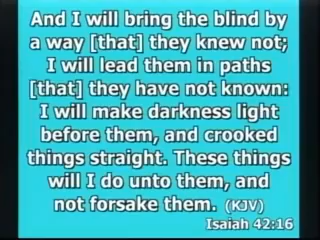 And I will bring the blind by
a way [that] they knew not;
I will lead them in paths
[that] they have not known:
I will make darkness light
before them, and crooked
things straight. These things
will I do unto them, and
not forsake them. (KJV)
Isaiah 42:16